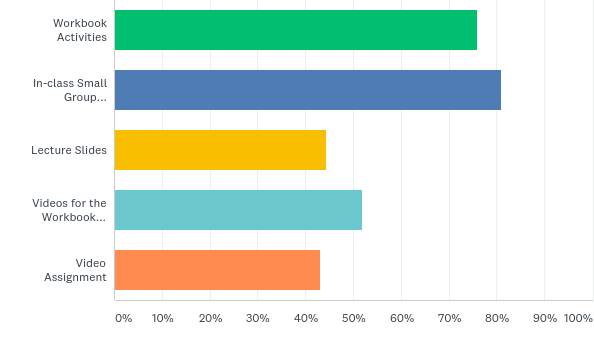 Workbook
Activities
In-class Small
Group...
Lecture Slides
Videos for the
Workbook...
Video
Assignment
0% 10% 20% 30% 40% 50% 60% 70% 80% 90% 100%